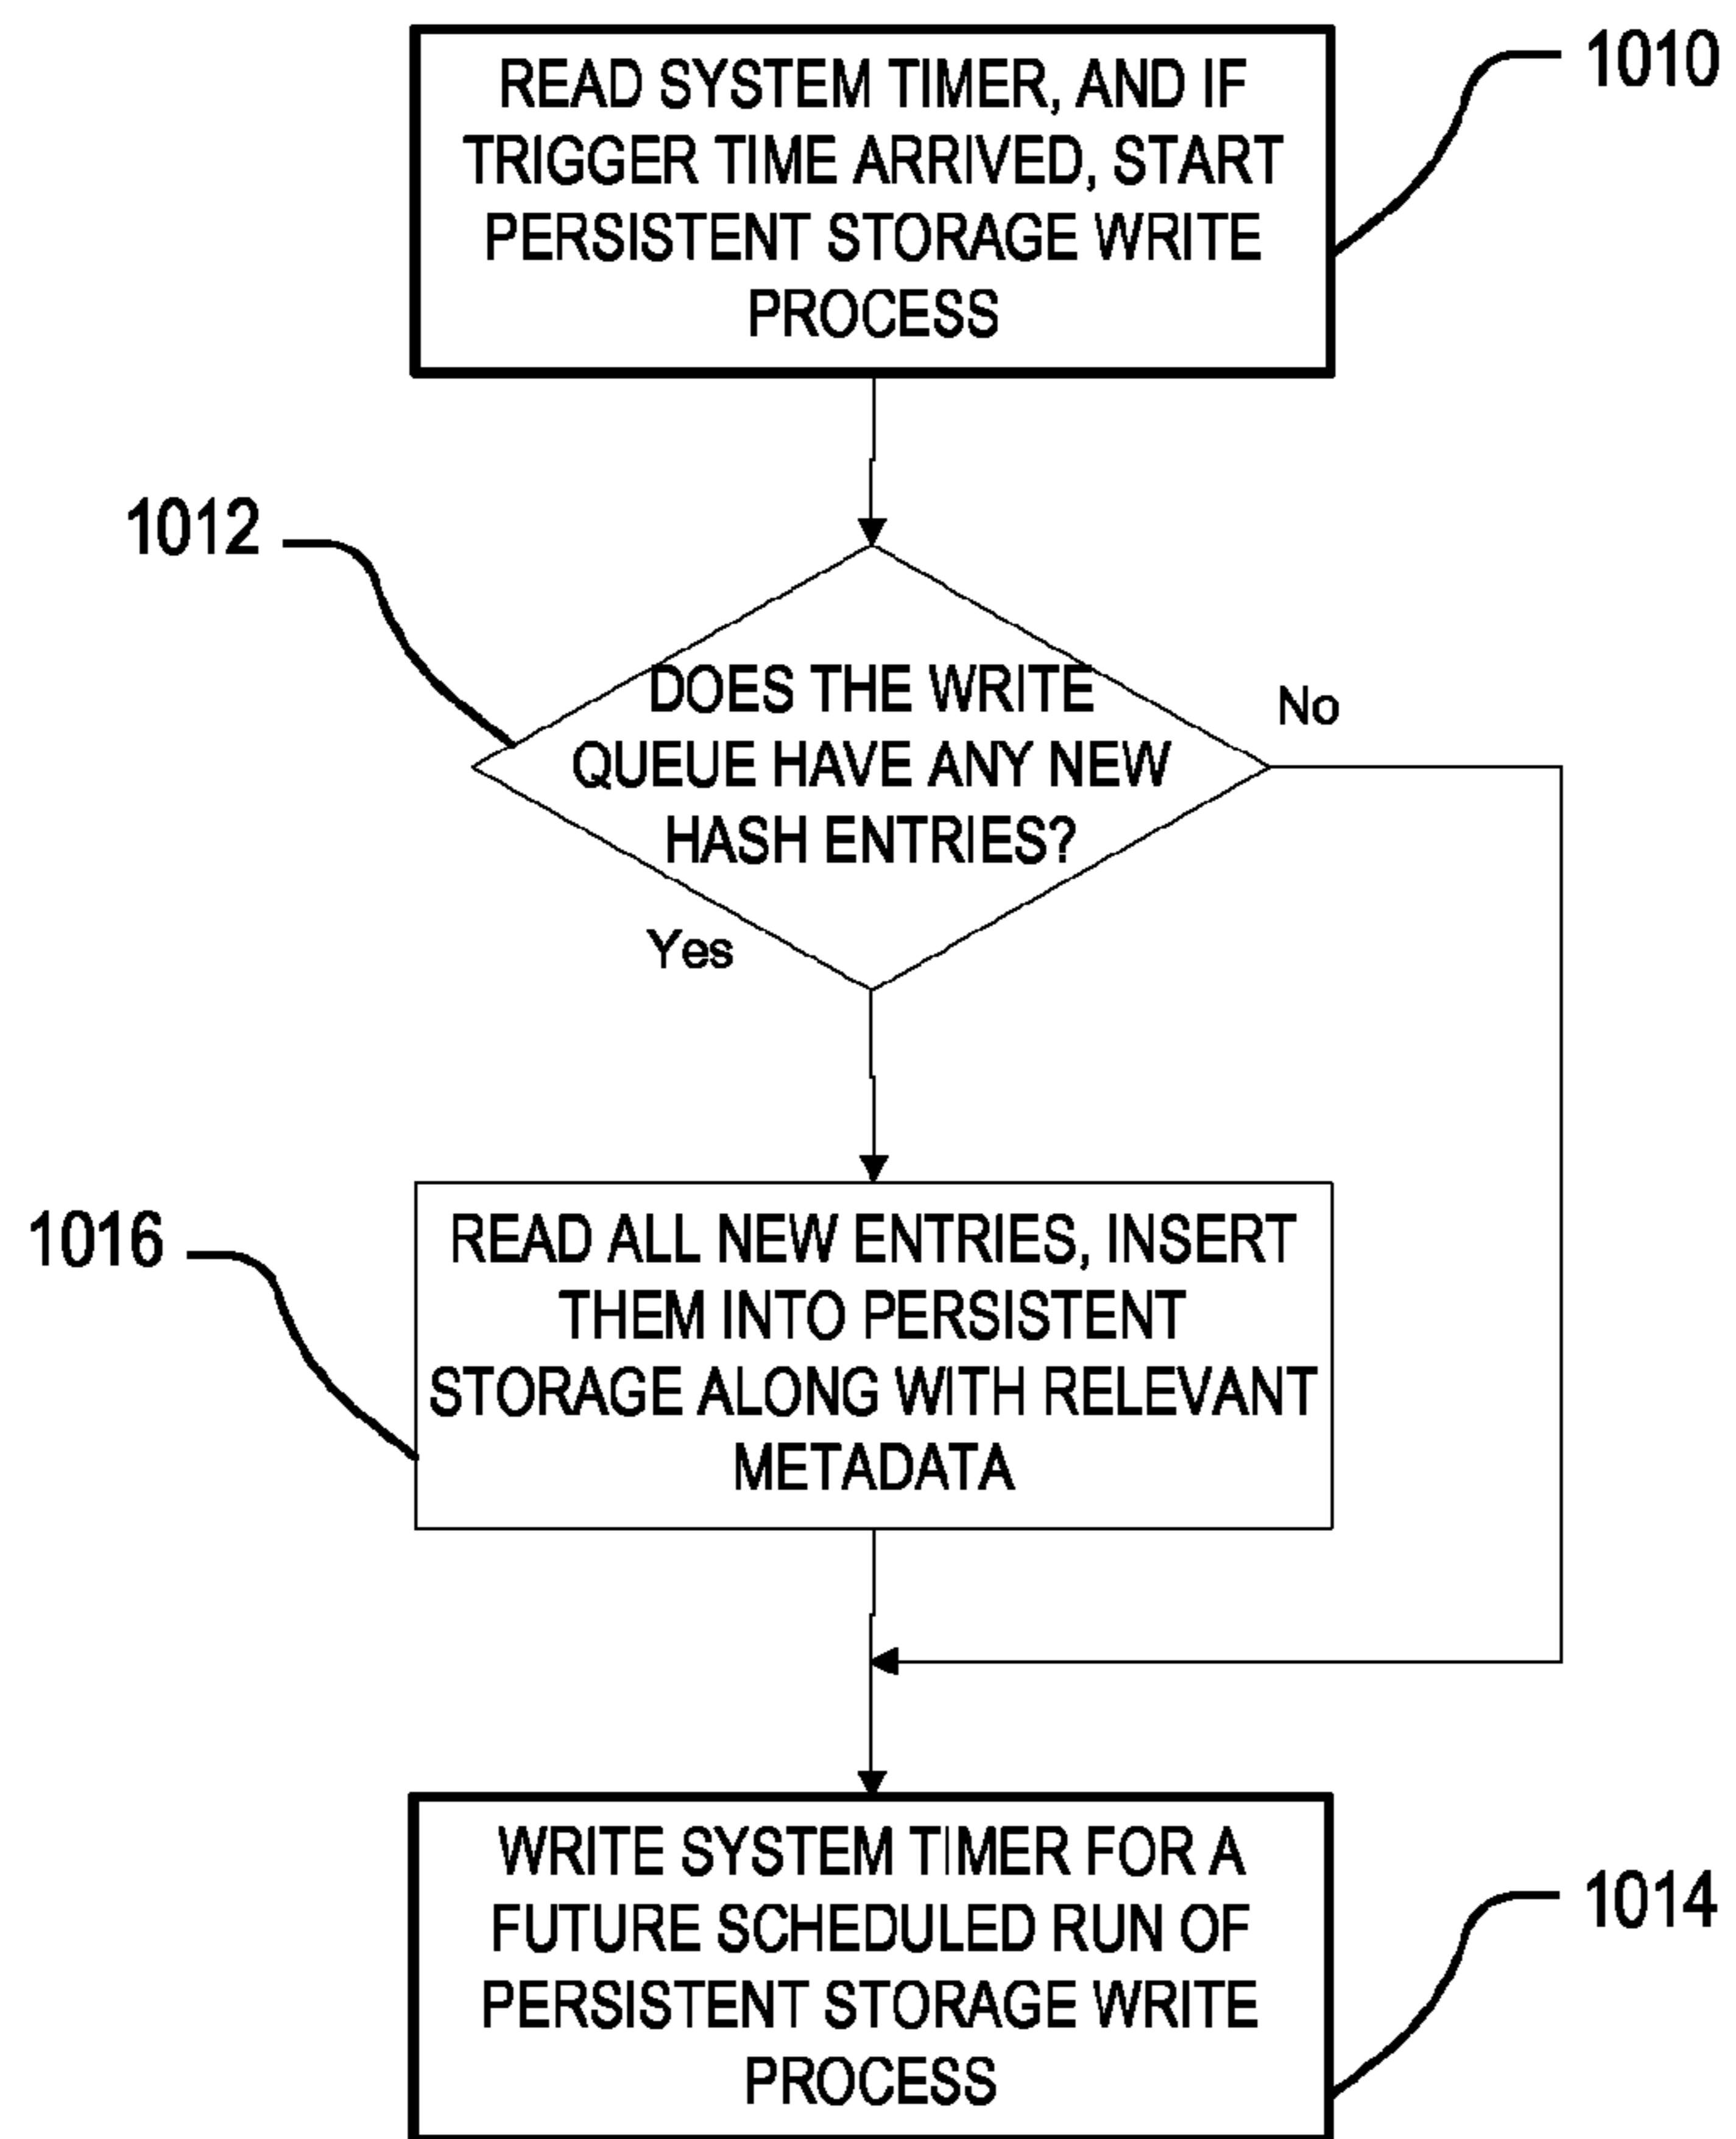 READ SYSTEM TIMER, AND IF
TRIGGER TIME ARRIVED, START
PERSISTENT STORAGE WRITE
PROCESS
1010
1012
DOES THE WRITE
QUEUE HAVE ANY NEW
HASH ENTRIES?
No
Yes
1016
READ ALL NEW ENTRIES, INSERT
THEM INTO PERSISTENT
STORAGE ALONG WITH RELEVANT
METADATA
WRITE SYSTEM TIMER FOR A
FUTURE SCHEDULED RUN OF
PERSISTENT STORAGE WRITE
PROCESS
1014